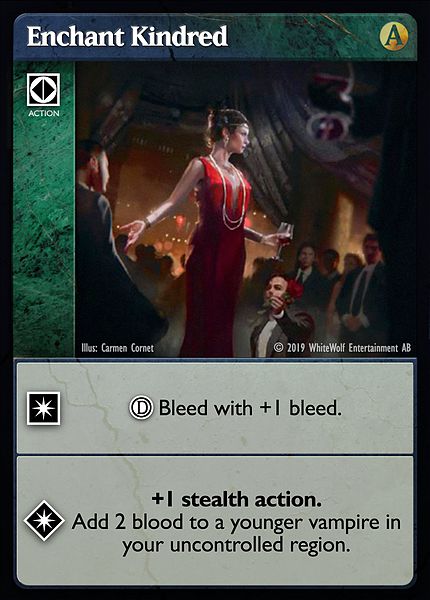 Enchant Kindred A
ACTION
Illus: Carmen Cornet © 2019 WhiteWolf Entertainment AB
D Bleed with +1 bleed.
+1 stealth action.
Add 2 blood to a younger vampire in
your uncontrolled region.